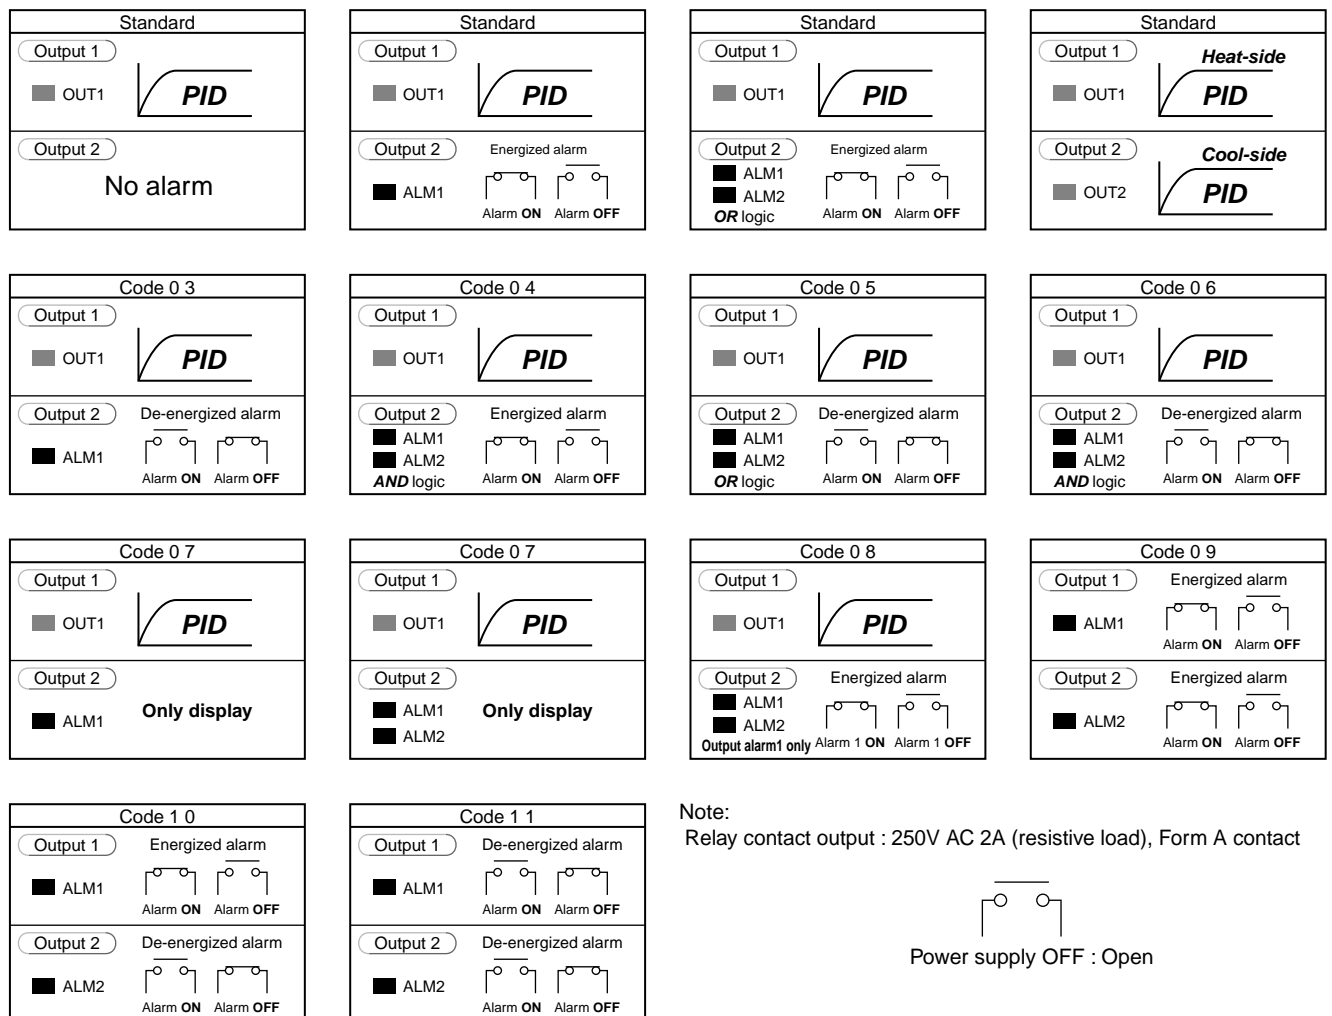 Standard
Output 1
OUT1
PID
Output 2
No alarm
Standard
Output 1
OUT1
PID
Output 2
Energized alarm
ALM1
Alarm ON Alarm OFF
Standard
Output 1
OUT1
PID
Output 2
Energized alarm
ALM1
ALM2
OR logic
Alarm ON Alarm OFF
Standard
Output 1
Heat-side
OUT1
PID
Output 2
Cool-side
OUT2
PID
Code 0 3
Output 1
OUT1
PID
Output 2
De-energized alarm
ALM1
Alarm ON Alarm OFF
Code 0 4
Output 1
OUT1
PID
Output 2
Energized alarm
ALM1
ALM2
AND logic
Alarm ON Alarm OFF
Code 0 5
Output 1
OUT1
PID
Output 2
De-energized alarm
ALM1
ALM2
OR logic
Alarm ON Alarm OFF
Code 0 6
Output 1
OUT1
PID
Output 2
De-energized alarm
ALM1
ALM2
AND logic
Alarm ON Alarm OFF
Code 0 7
Output 1
OUT1
PID
Output 2
ALM1
Only display
Code 0 7
Output 1
OUT1
PID
Output 2
ALM1
ALM2
Only display
Code 0 8
Output 1
OUT1
PID
Output 2
Energized alarm
ALM1
ALM2
Output alarm1 only
Alarm 1 ON Alarm 1 OFF
Code 0 9
Output 1
Energized alarm
ALM1
Alarm ON Alarm OFF
Output 2
Energized alarm
ALM2
Alarm ON Alarm OFF
Code 1 0
Output 1
Energized alarm
ALM1
Alarm ON Alarm OFF
Output 2
De-energized alarm
ALM2
Alarm ON Alarm OFF
Code 1 1
Output 1
De-energized alarm
ALM1
Alarm ON Alarm OFF
Output 2
De-energized alarm
ALM2
Alarm ON Alarm OFF
Note:
Relay contact output : 250V AC 2A (resistive load), Form A contact
Power supply OFF : Open